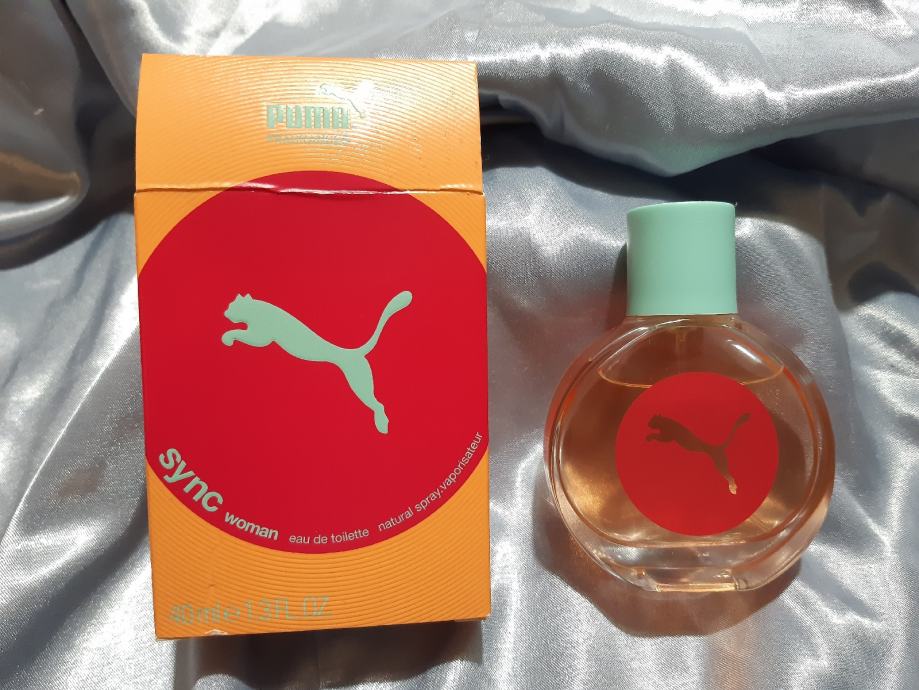 PUMA
sync woman eau de toilette natural spray.vaporisateur
40 ml e 1.3 FL. OZ